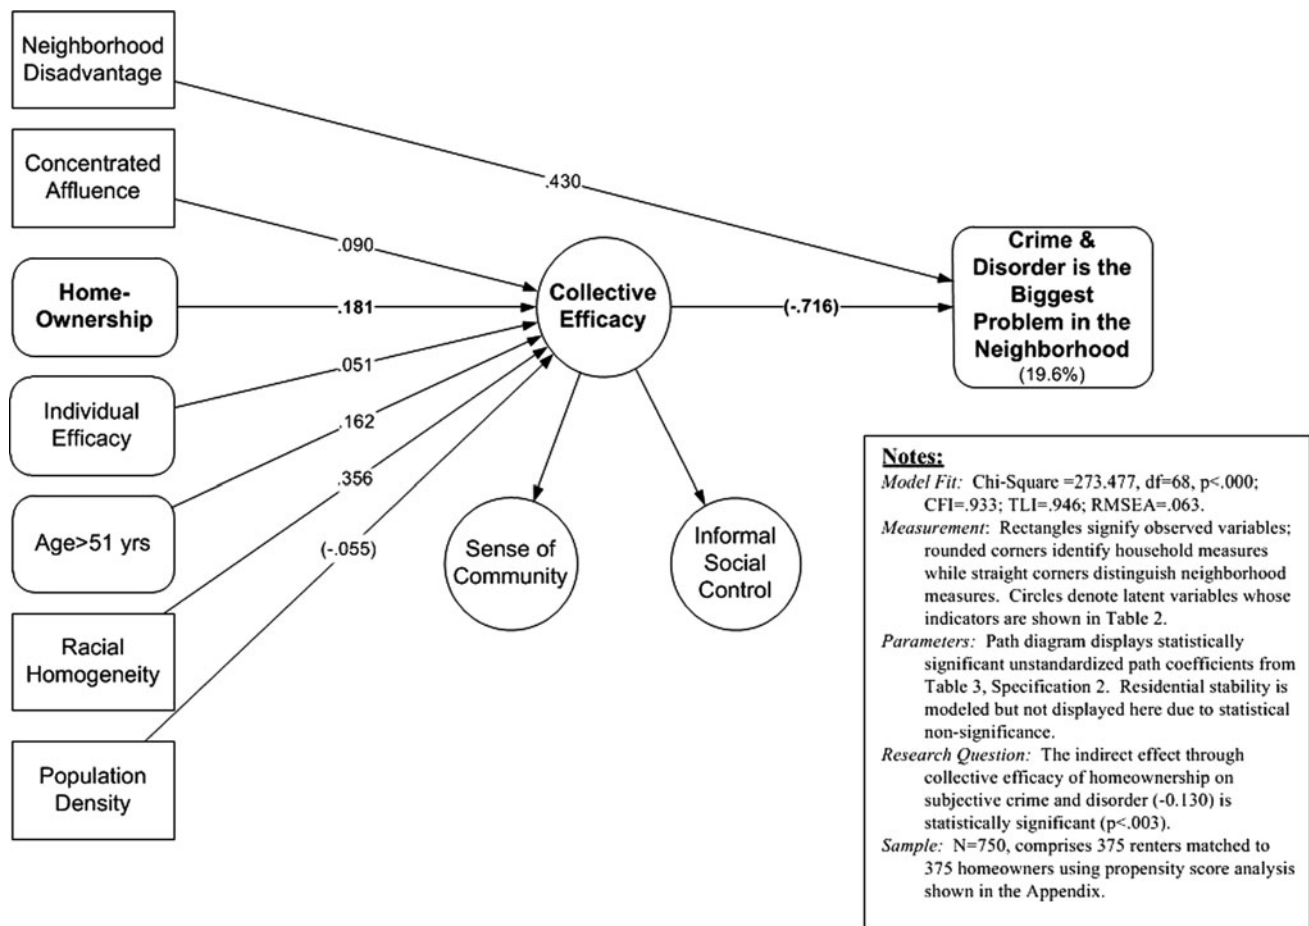 Neighborhood
Disadvantage
Concentrated
Affluence
Home-
Ownership
Individual
Efficacy
Age>51 yrs
Racial
Homogeneity
Population
Density
.430
.090
.181
.051
.162
.356
(-.055)
Collective
Efficacy
(-.716)
Crime &
Disorder is the
Biggest
Problem in the
Neighborhood
(19.6%)
Sense of
Community
Informal
Social
Control
Notes:
Model Fit: Chi-Square =273.477, df=68, p<.000;
CFI=.933; TLI=.946; RMSEA=.063.
Measurement: Rectangles signify observed variables;
rounded corners identify household measures
while straight corners distinguish neighborhood
measures. Circles denote latent variables whose
indicators are shown in Table 2.
Parameters: Path diagram displays statistically
significant unstandardized path coefficients from
Table 3, Specification 2. Residential stability is
modeled but not displayed here due to statistical
non-significance.
Research Question: The indirect effect through
collective efficacy of homeownership on
subjective crime and disorder (-0.130) is
statistically significant (p<.003).
Sample: N=750, comprises 375 renters matched to
375 homeowners using propensity score analysis
shown in the Appendix.